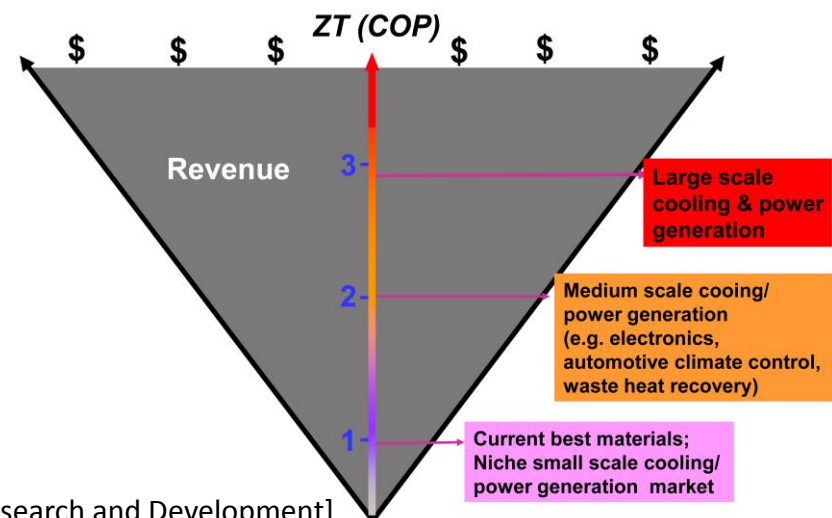 ZT (COP)
$ $ $ $ $ $
Revenue
3
Large scale
cooling & power
generation
2
Medium scale cooing/
power generation
(e.g. electronics,
automotive climate control,
waste heat recovery)
1
Current best materials;
Niche small scale cooling/
power generation market
search and Development]